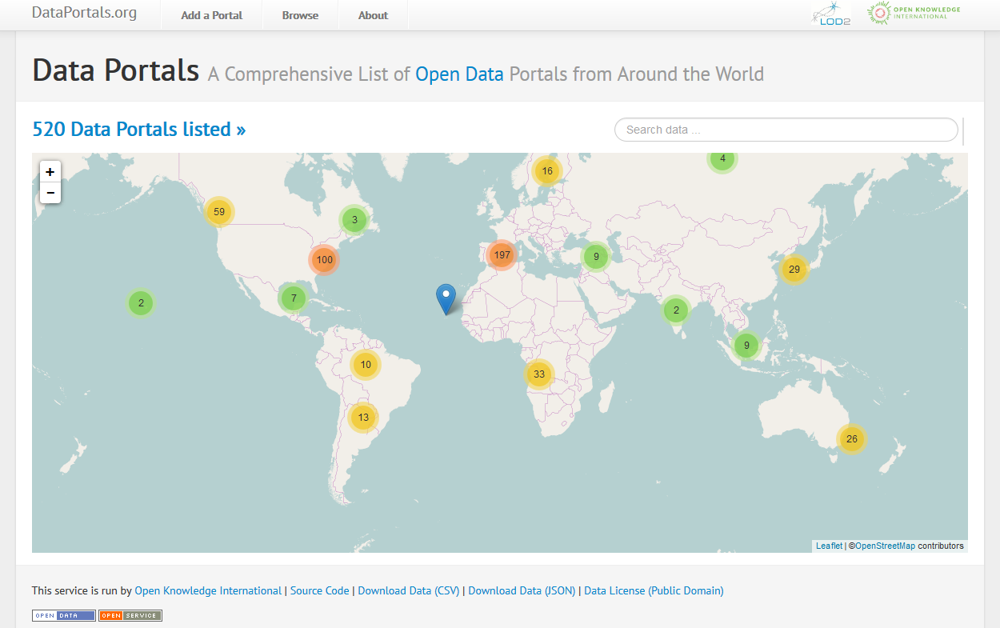 DataPortals.org
Add a Portal
Browse
About
LOD2
OPEN KNOWLEDGE
INTERNATIONAL
Data Portals A Comprehensive List of Open Data Portals from Around the World
520 Data Portals listed »
Search data ...
+
−
4
16
59
3
197
9
100
29
7
2
2
9
10
33
13
26
Leaflet | ©OpenStreetMap contributors
This service is run by Open Knowledge International | Source Code | Download Data (CSV) | Download Data (JSON) | Data License (Public Domain)
OPEN DATA OPEN SERVICE